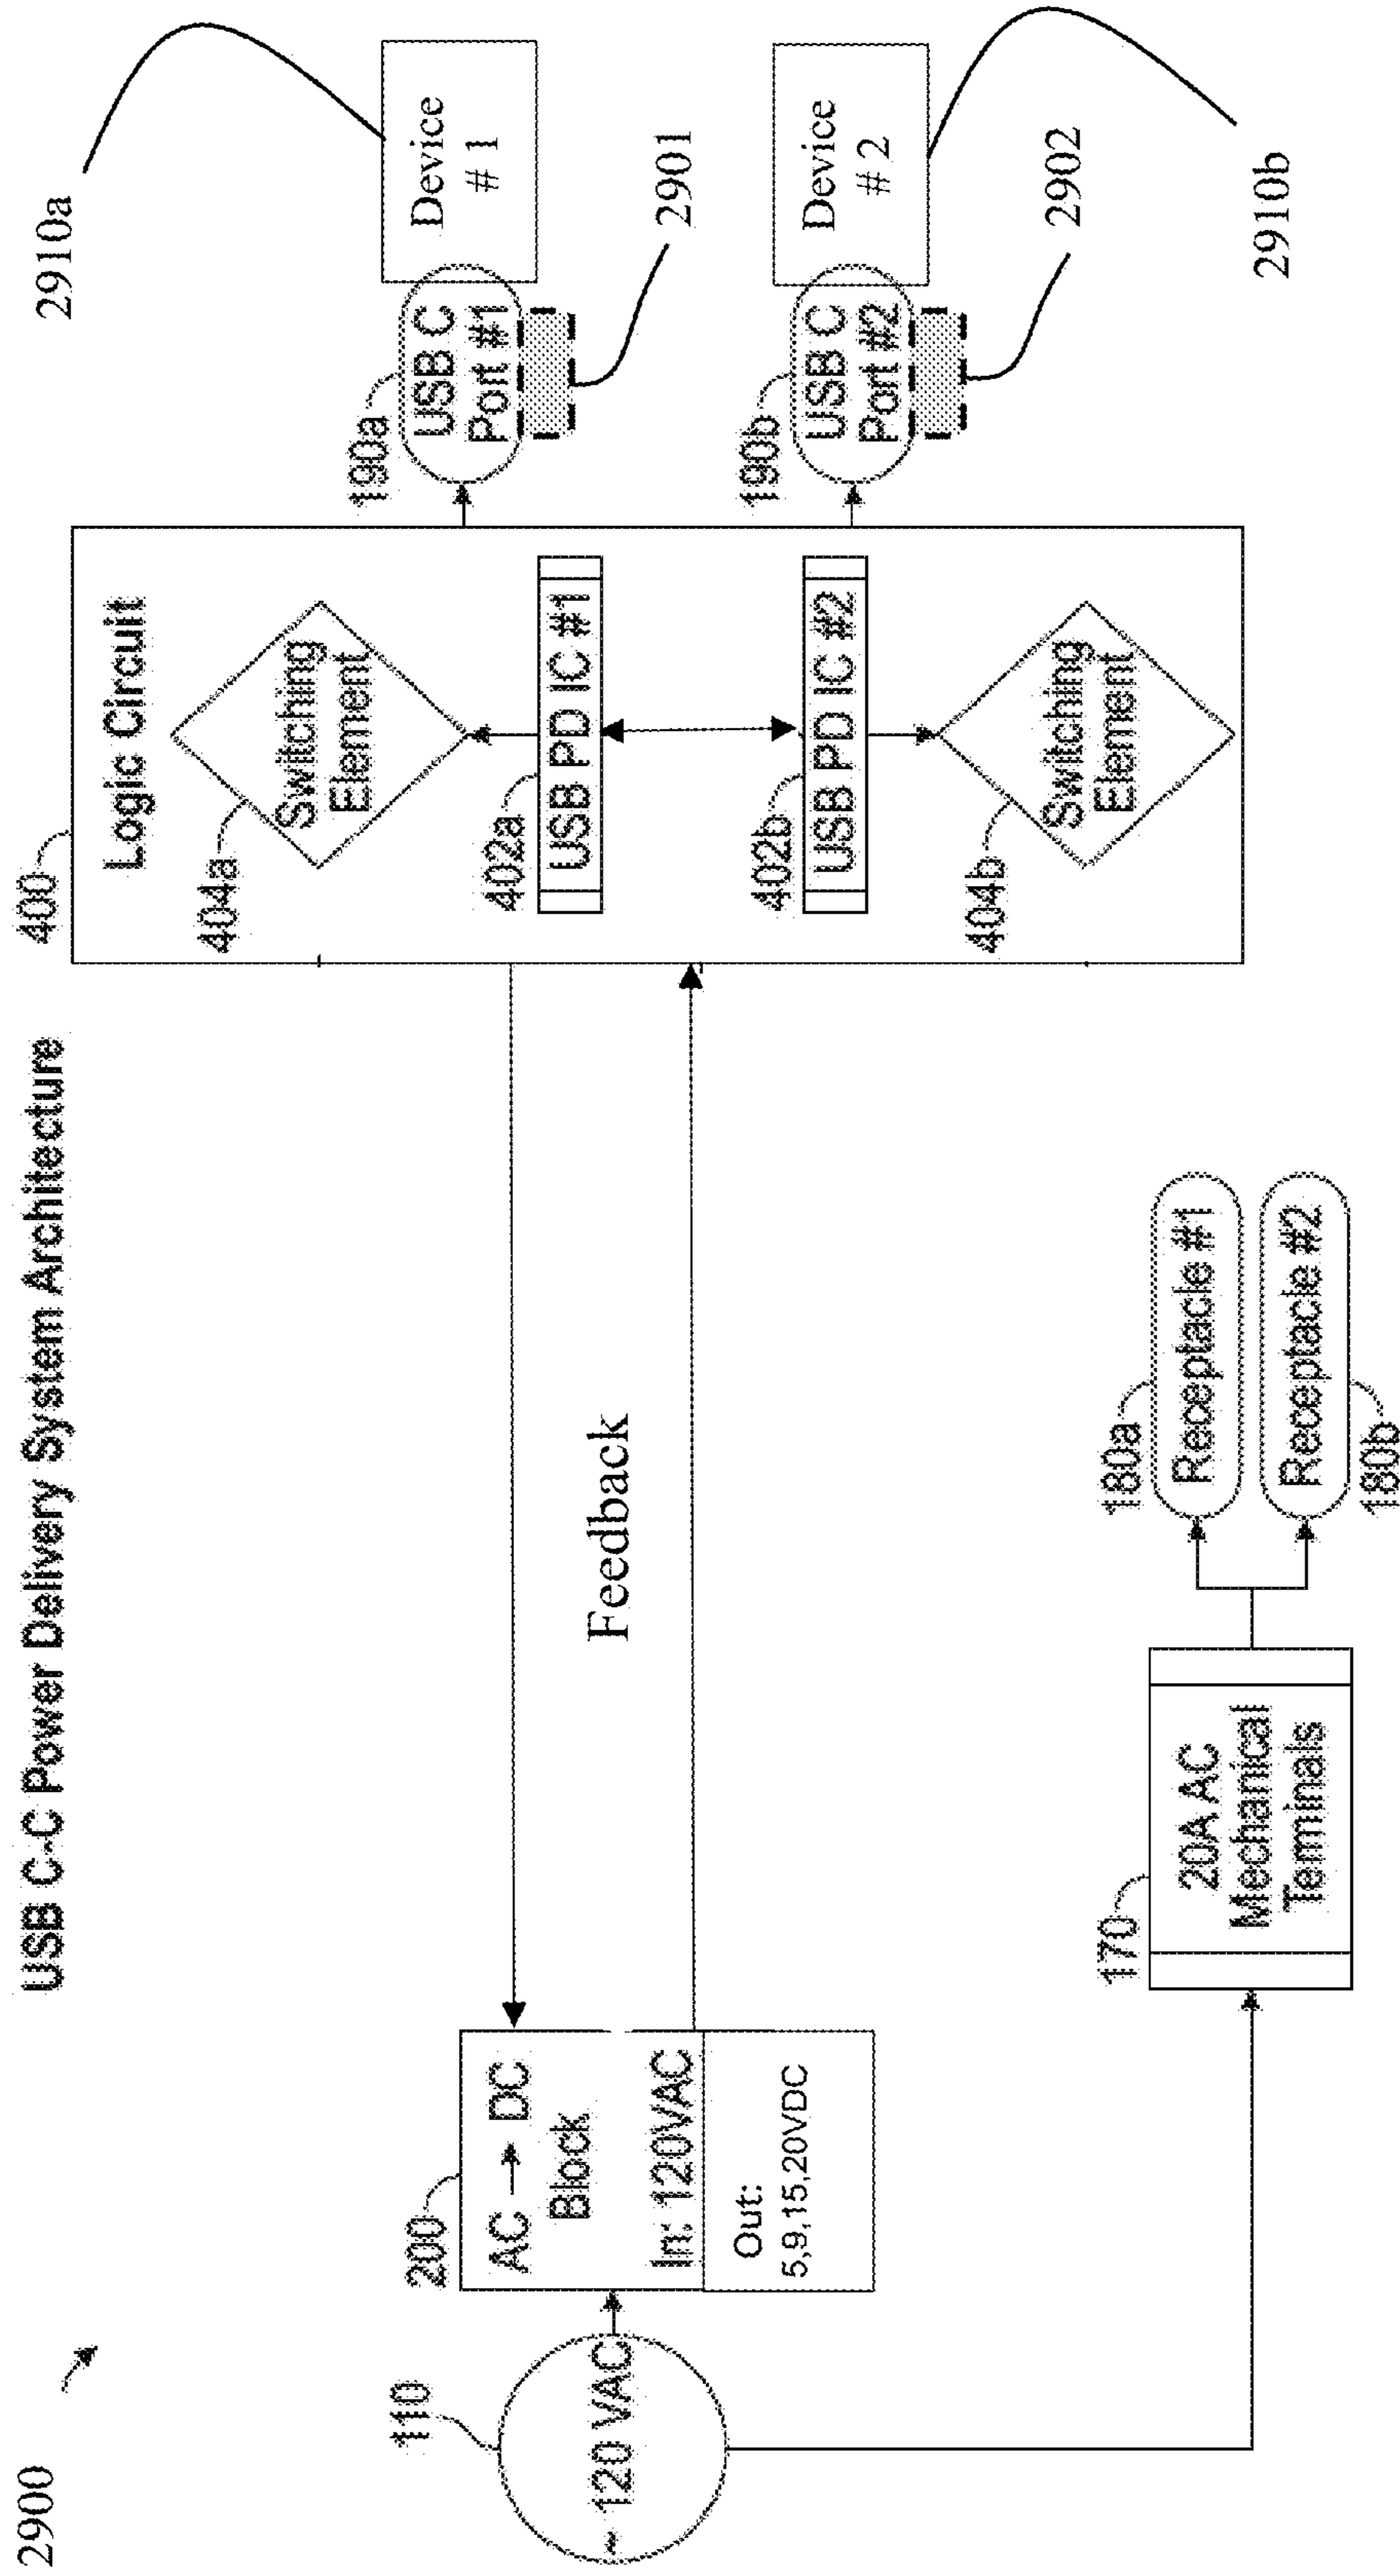 2900
USB C-C Power Delivery System Architecture
110
~ 120 VAC
200
AC → DC
Block
In: 120VAC
Out:
5,9,15,20VDC
Feedback
170
20A AC
Mechanical
Terminals
180a
Receptacle #1
Receptacle #2
180b
400
Logic Circuit
404a
Switching
Element
402a
USB PD IC #1
402b
USB PD IC #2
404b
Switching
Element
190a
USB C
Port #1
190b
USB C
Port #2
2910a
Device
# 1
2901
Device
# 2
2902
2910b